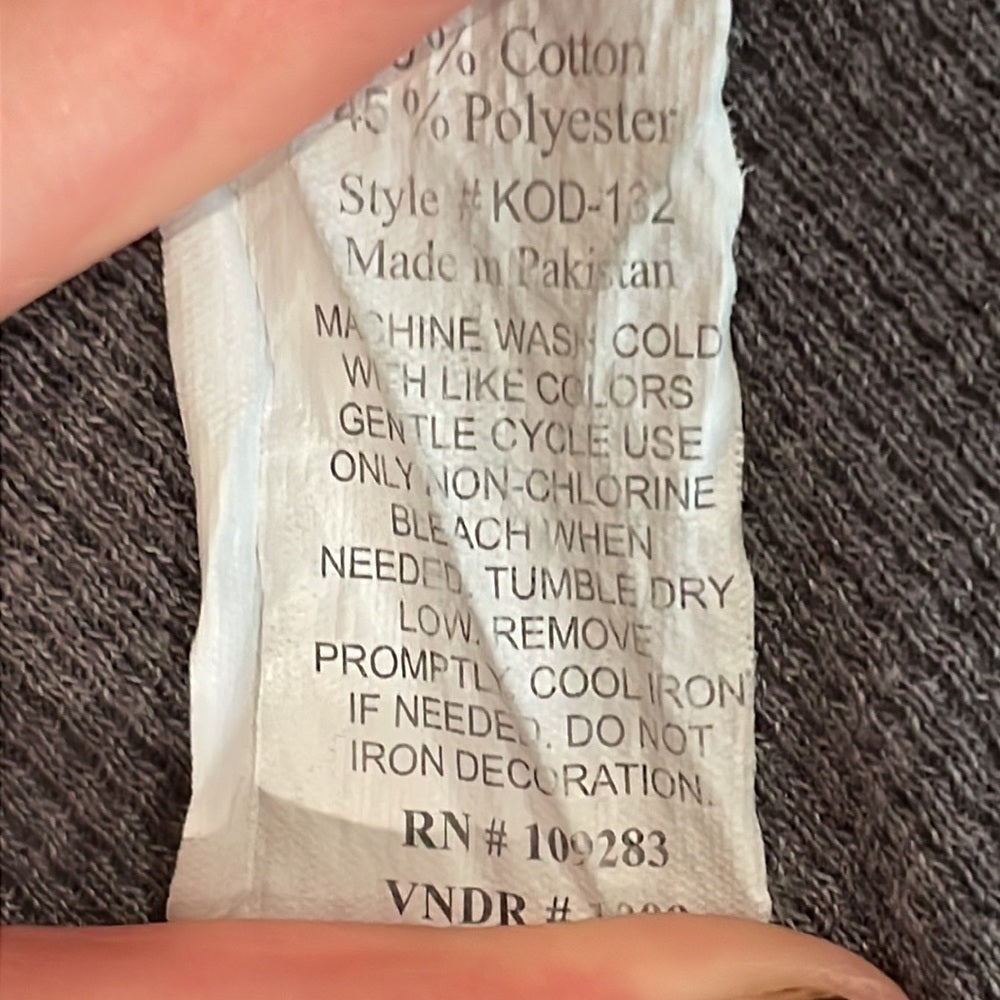 % Cotton
45% Polyester
Style # KOD-132
Made in Pakistan
MACHINE WASH COLD
WITH LIKE COLORS
GENTLE CYCLE USE
ONLY NON-CHLORINE
BLEACH WHEN
NEEDED. TUMBLE DRY
LOW. REMOVE
PROMPTLY COOL IRON
IF NEEDED. DO NOT
IRON DECORATION.
RN # 109283
VNDR #